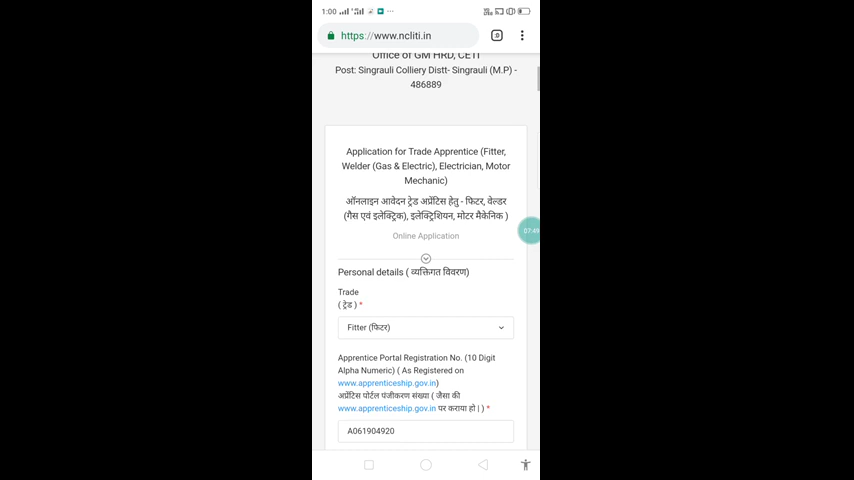 1:00
https://www.ncliti.in
Office of GM HRD, CETI
Post: Singrauli Colliery Distt- Singrauli (M.P) -
486889
Application for Trade Apprentice (Fitter,
Welder (Gas & Electric), Electrician, Motor
Mechanic)
ऑनलाइन आवेदन ट्रेड अप्रेंटिस हेतु - फिटर, वेल्डर
(गैस एवं इलेक्ट्रिक), इलेक्ट्रिशियन, मोटर मैकेनिक )
Online Application
07:49
Personal details ( व्यक्तिगत विवरण)
Trade
( ट्रेड ) *
Fitter (फिटर)
Apprentice Portal Registration No. (10 Digit
Alpha Numeric) ( As Registered on
www.apprenticeship.gov.in)
अप्रेंटिस पोर्टल पंजीकरण संख्या ( जैसा की
www.apprenticeship.gov.in पर कराया हो | ) *
A061904920